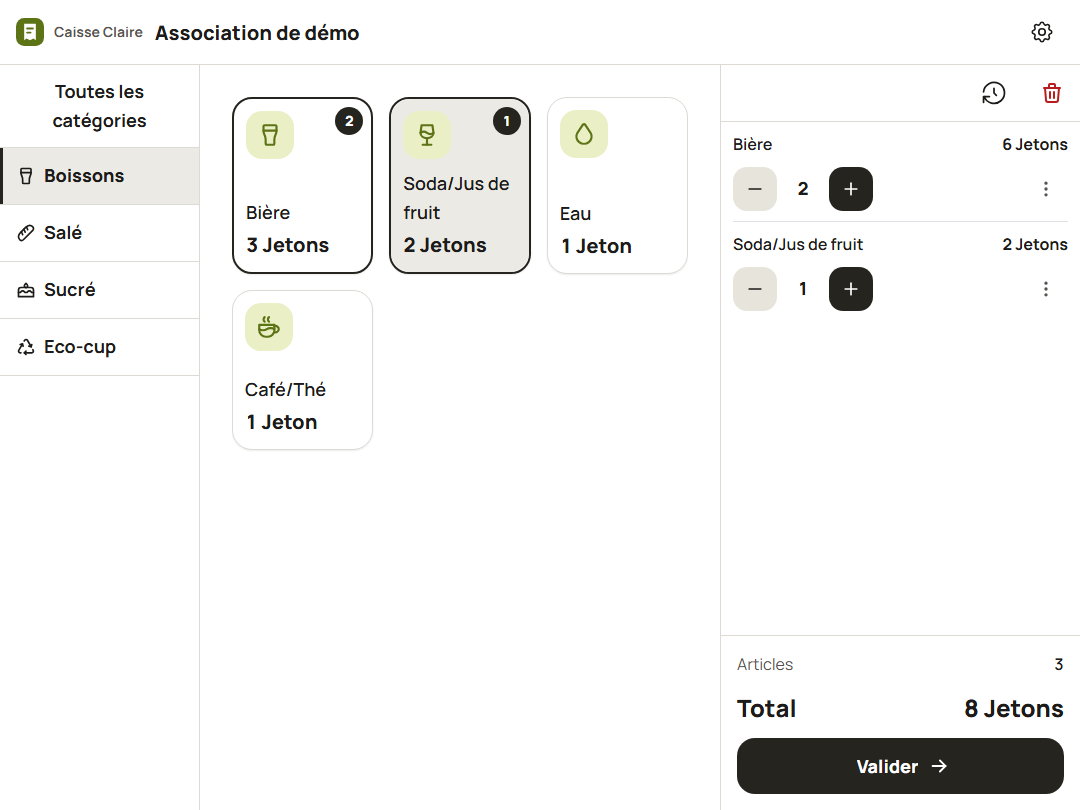 Caisse Claire Association de démo
Toutes les
catégories
Boissons
Salé
Sucré
Eco-cup
2
Bière
3 Jetons
1
Soda/Jus de
fruit
2 Jetons
Eau
1 Jeton
Café/Thé
1 Jeton
Bière 6 Jetons
2
Soda/Jus de fruit 2 Jetons
1
Articles 3
Total 8 Jetons
Valider